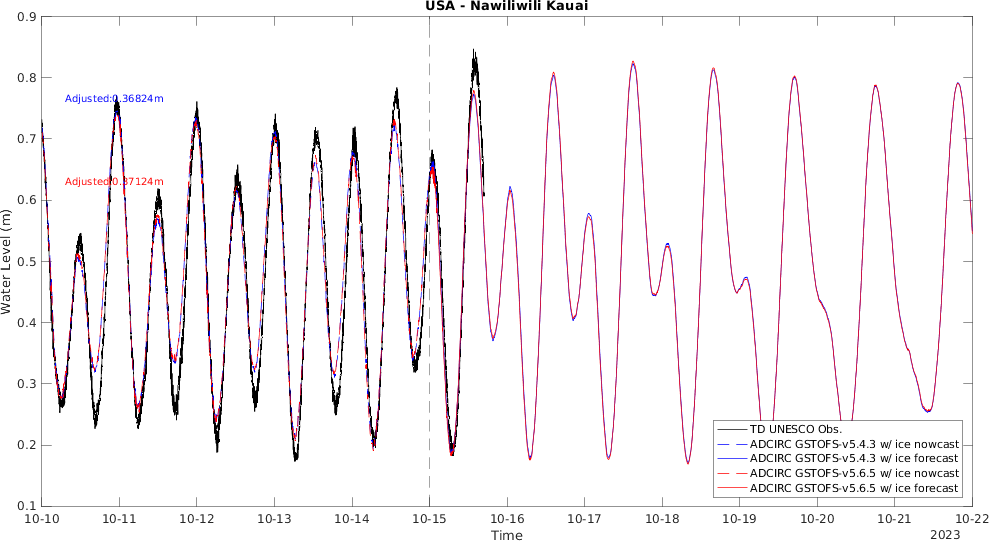 USA - Nawiliwili Kauai
0.9
0.8
0.7
0.6
0.5
0.4
0.3
0.2
0.1
Water Level (m)
Adjusted:0.36824m
Adjusted:0.37124m
TD UNESCO Obs.
ADCIRC GSTOFS-v5.4.3 w/ ice nowcast
ADCIRC GSTOFS-v5.4.3 w/ ice forecast
ADCIRC GSTOFS-v5.6.5 w/ ice nowcast
ADCIRC GSTOFS-v5.6.5 w/ ice forecast
10-10 10-11 10-12 10-13 10-14 10-15 10-16 10-17 10-18 10-19 10-20 10-21 10-22
Time
2023